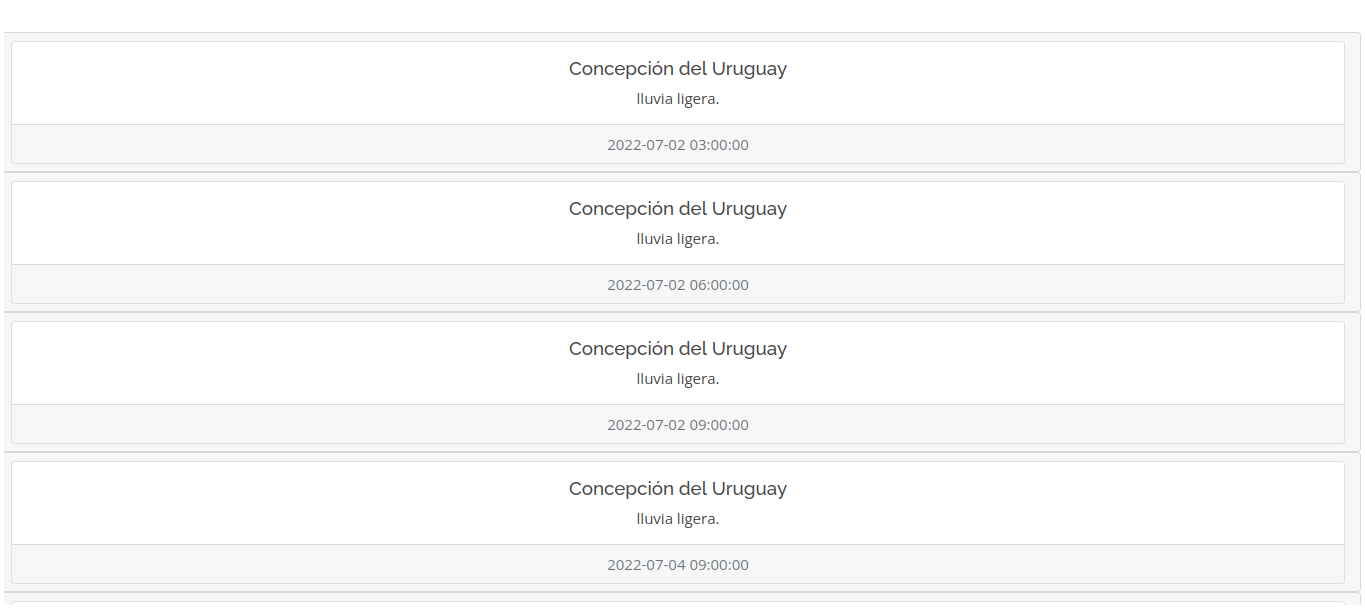 Concepción del Uruguay
lluvia ligera.
2022-07-02 03:00:00
Concepción del Uruguay
lluvia ligera.
2022-07-02 06:00:00
Concepción del Uruguay
lluvia ligera.
2022-07-02 09:00:00
Concepción del Uruguay
lluvia ligera.
2022-07-04 09:00:00